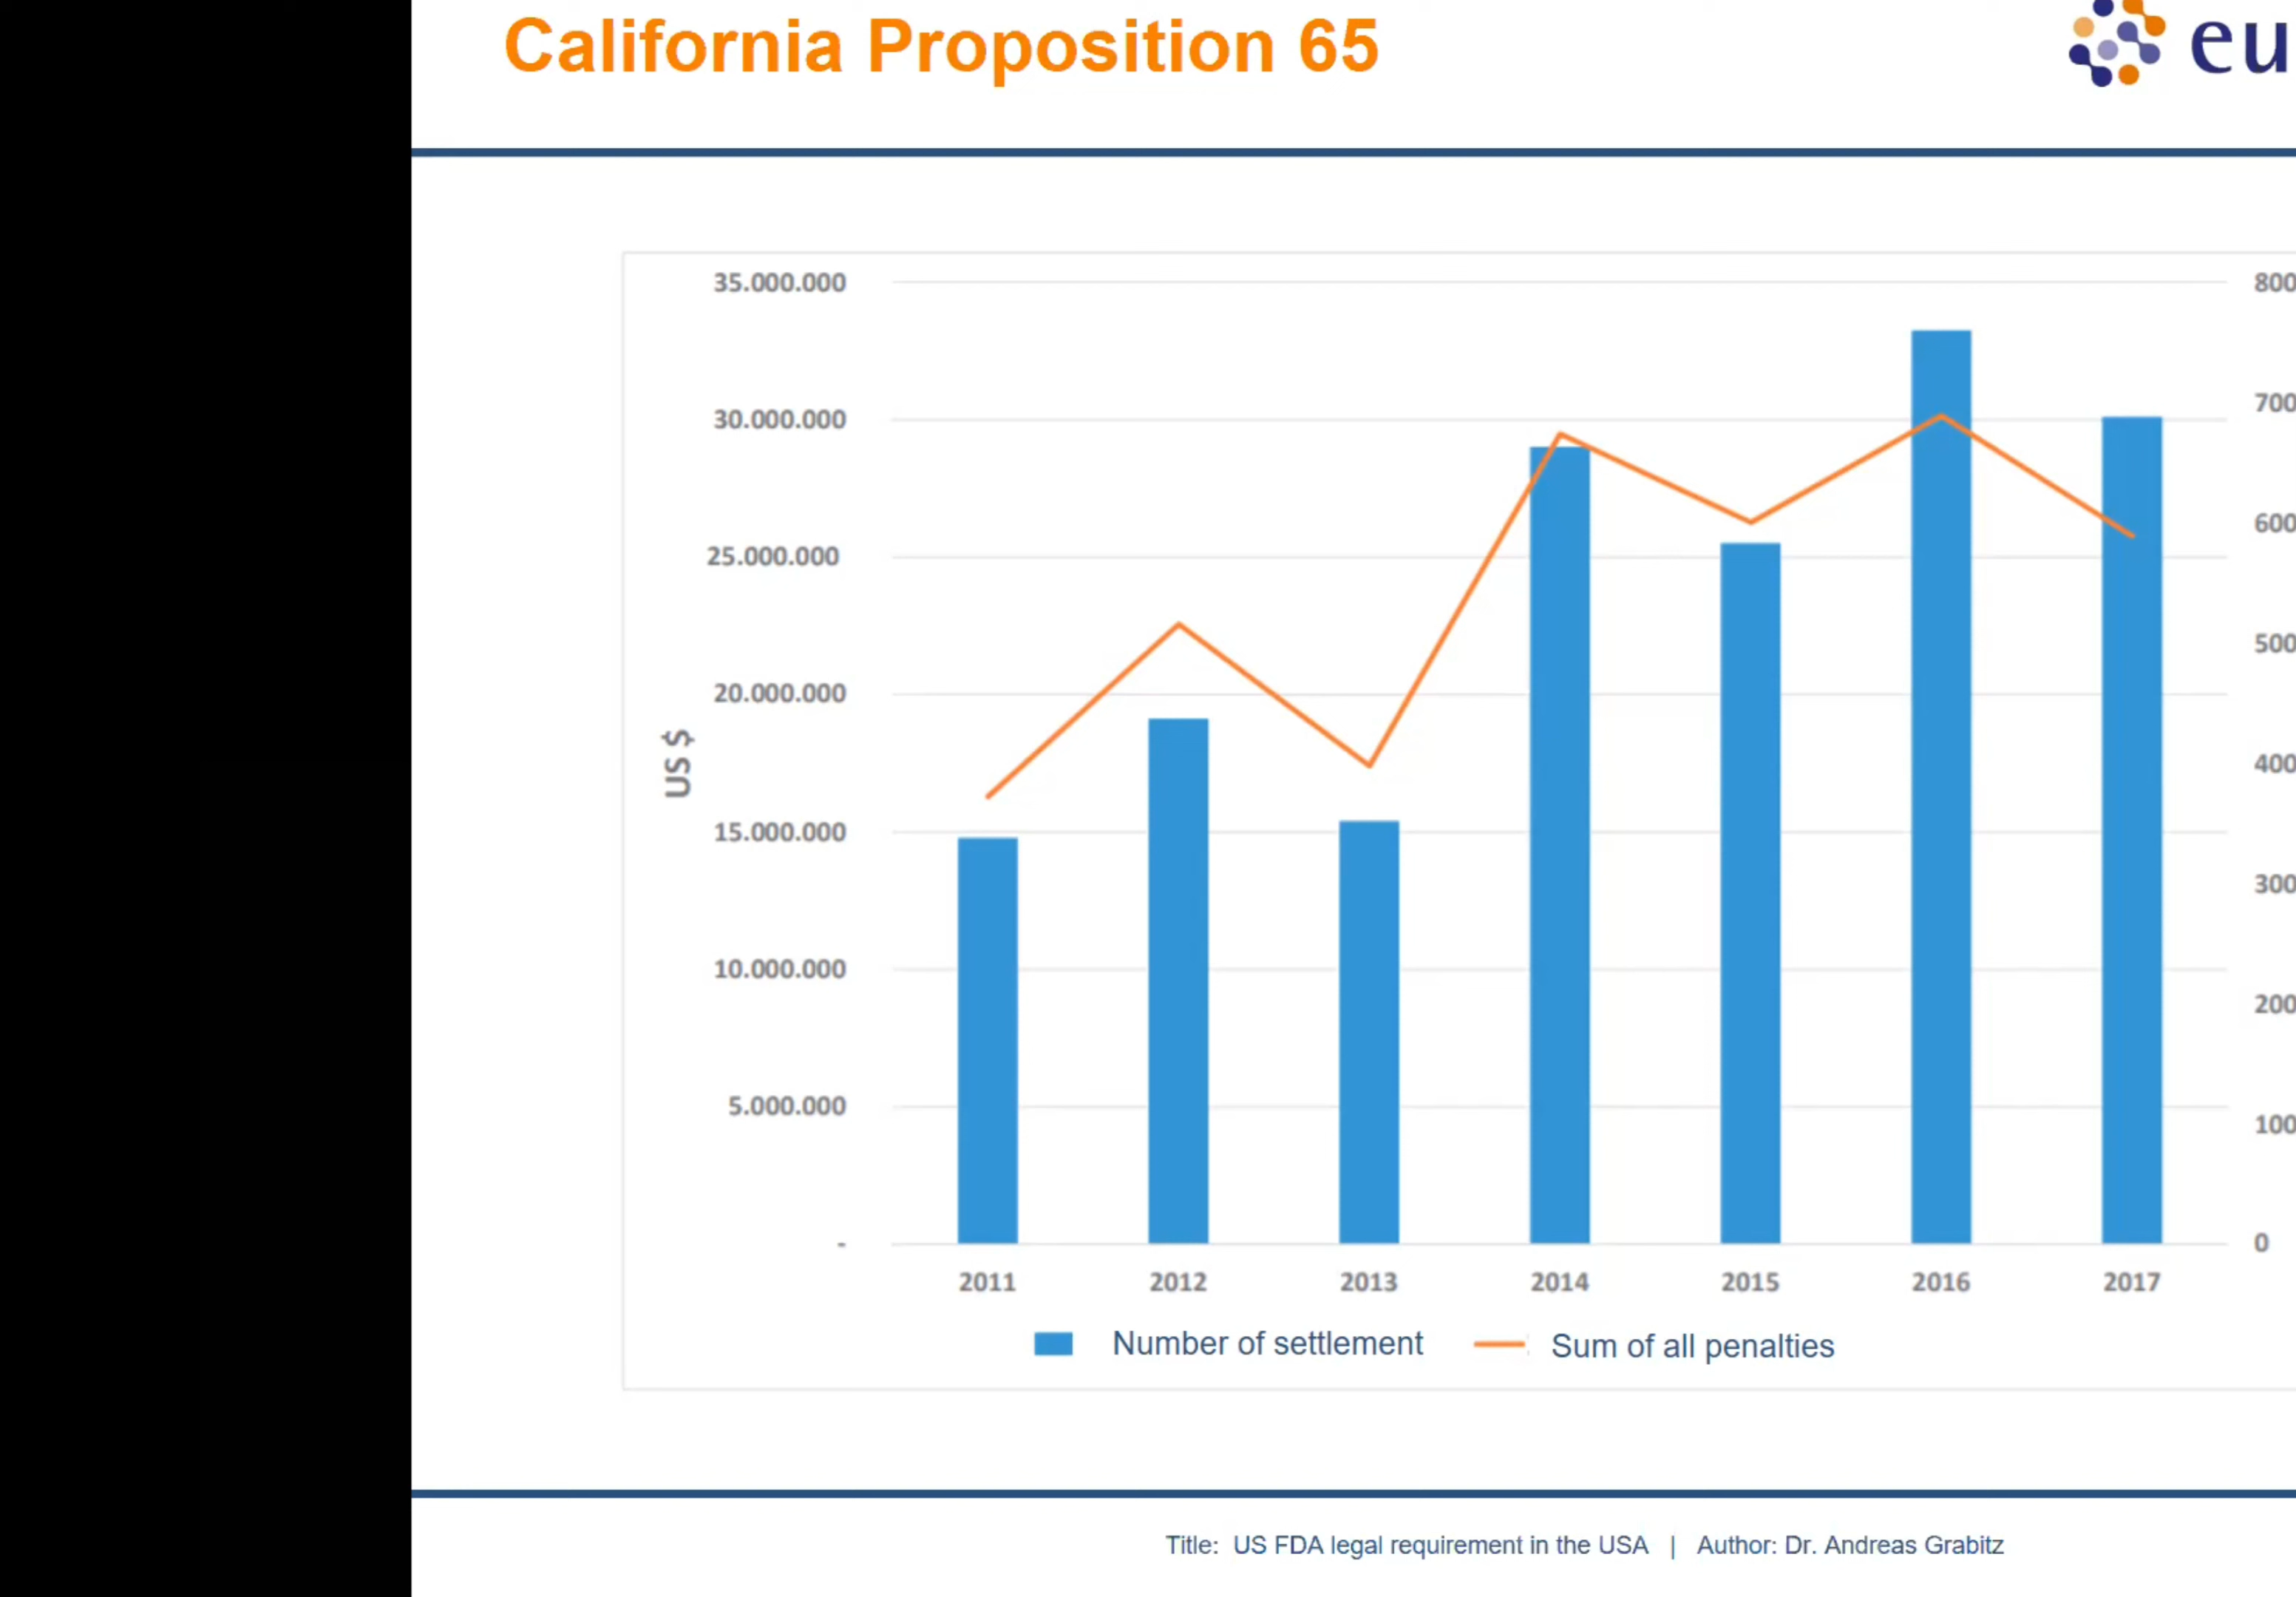 California Proposition 65
eu
35.000.000
30.000.000
25.000.000
20.000.000
15.000.000
10.000.000
5.000.000
-
US $
800
700
600
500
400
300
200
100
0
2011 2012 2013 2014 2015 2016 2017
Number of settlement Sum of all penalties
Title: US FDA legal requirement in the USA | Author: Dr. Andreas Grabitz